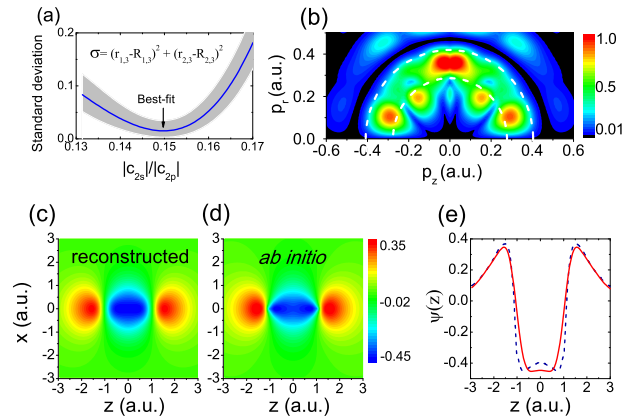 (a)
Standard deviation
0.2
0.1
0.0
σ= (r1,3-R1,3)² + (r2,3-R2,3)²
Best-fit
0.13 0.14 0.15 0.16 0.17
|c2s|/|c2p|
(b)
pr(a.u.)
0.5
0.4
0.3
0.2
0.1
0.0
-0.6 -0.4 -0.2 0.0 0.2 0.4 0.6
pz(a.u.)
1.0
0.1
0.01
(c)
x (a.u.)
3
2
1
0
-1
-2
-3
reconstructed
-3 -2 -1 0 1 2 3
z (a.u.)
(d)
ab initio
-3 -2 -1 0 1 2 3
z (a.u.)
0.35
-0.02
-0.45
(e)
ψ(z)
0.4
0.2
0.0
-0.2
-0.4
-3 -2 -1 0 1 2 3
z (a.u.)